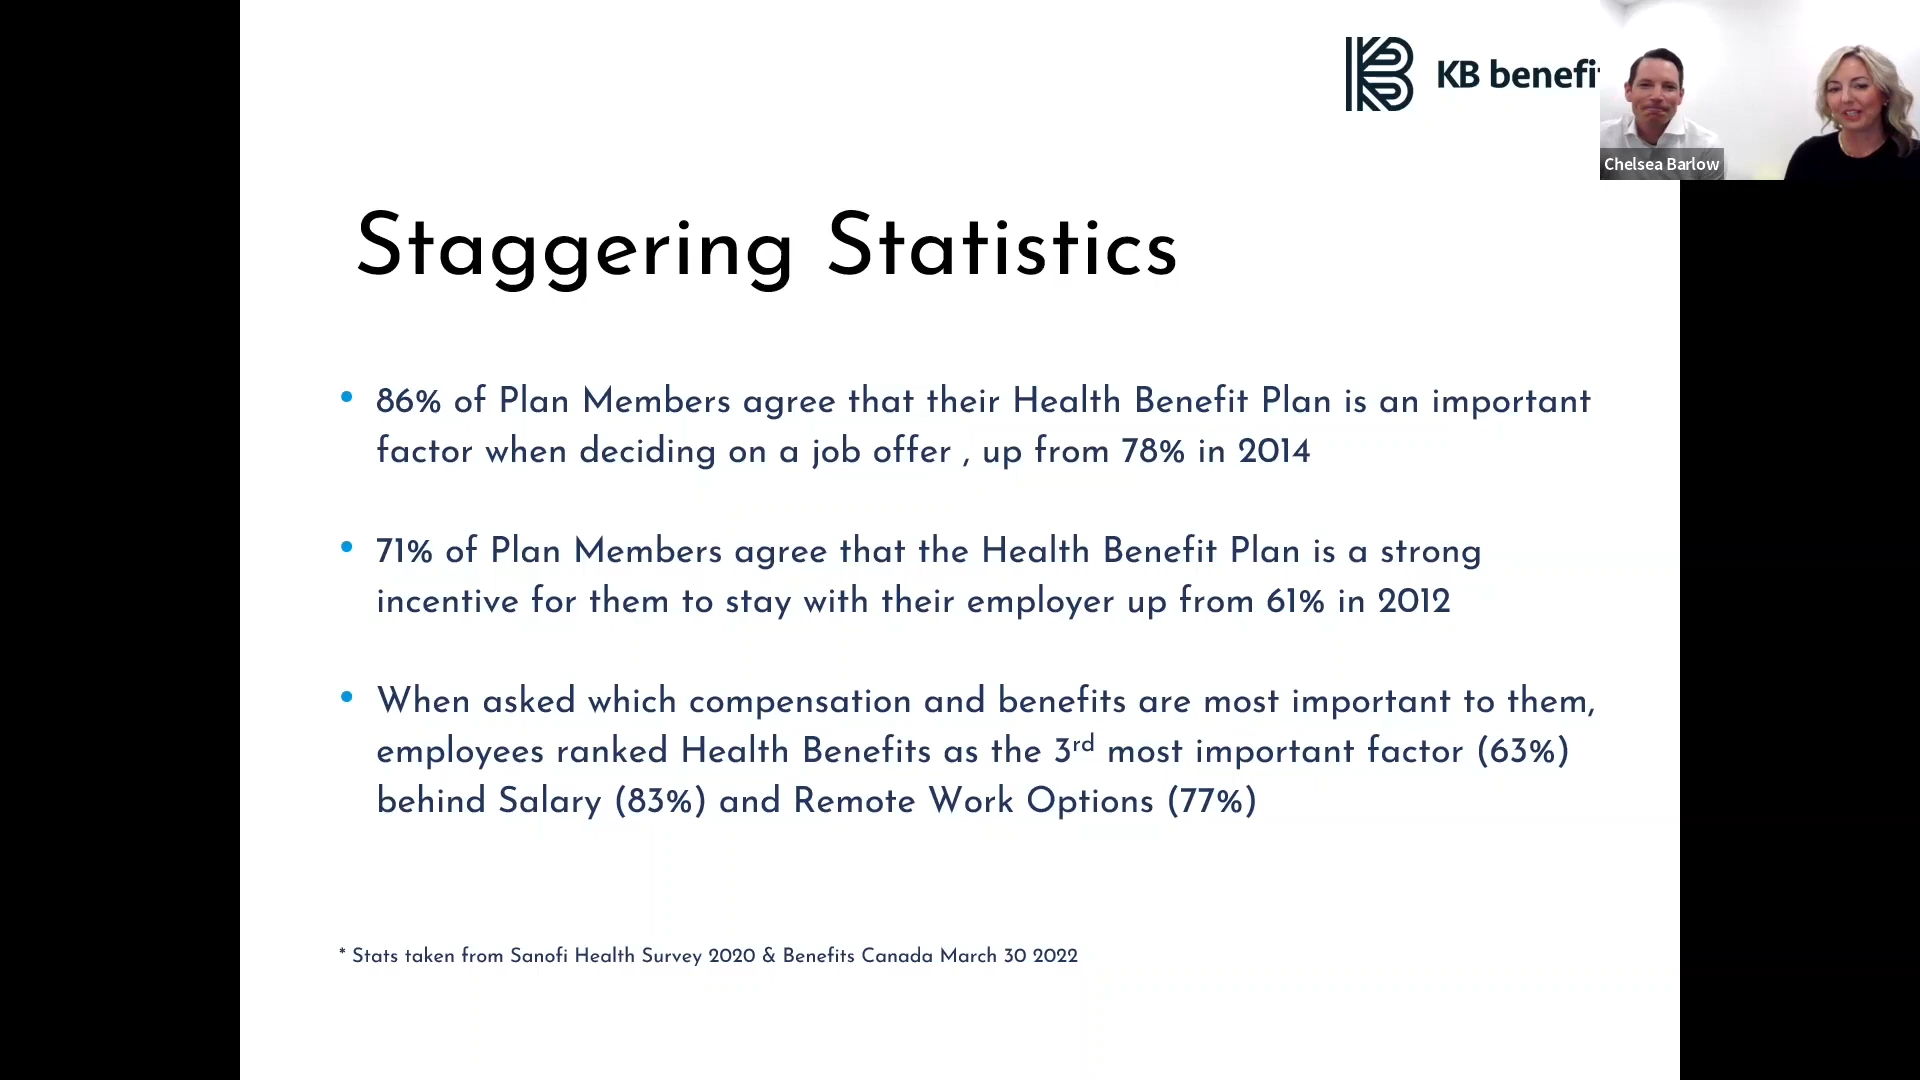 KB benefi
Chelsea Barlow
Staggering Statistics
• 86% of Plan Members agree that their Health Benefit Plan is an important
factor when deciding on a job offer , up from 78% in 2014
• 71% of Plan Members agree that the Health Benefit Plan is a strong
incentive for them to stay with their employer up from 61% in 2012
• When asked which compensation and benefits are most important to them,
employees ranked Health Benefits as the 3rd most important factor (63%)
behind Salary (83%) and Remote Work Options (77%)
* Stats taken from Sanofi Health Survey 2020 & Benefits Canada March 30 2022